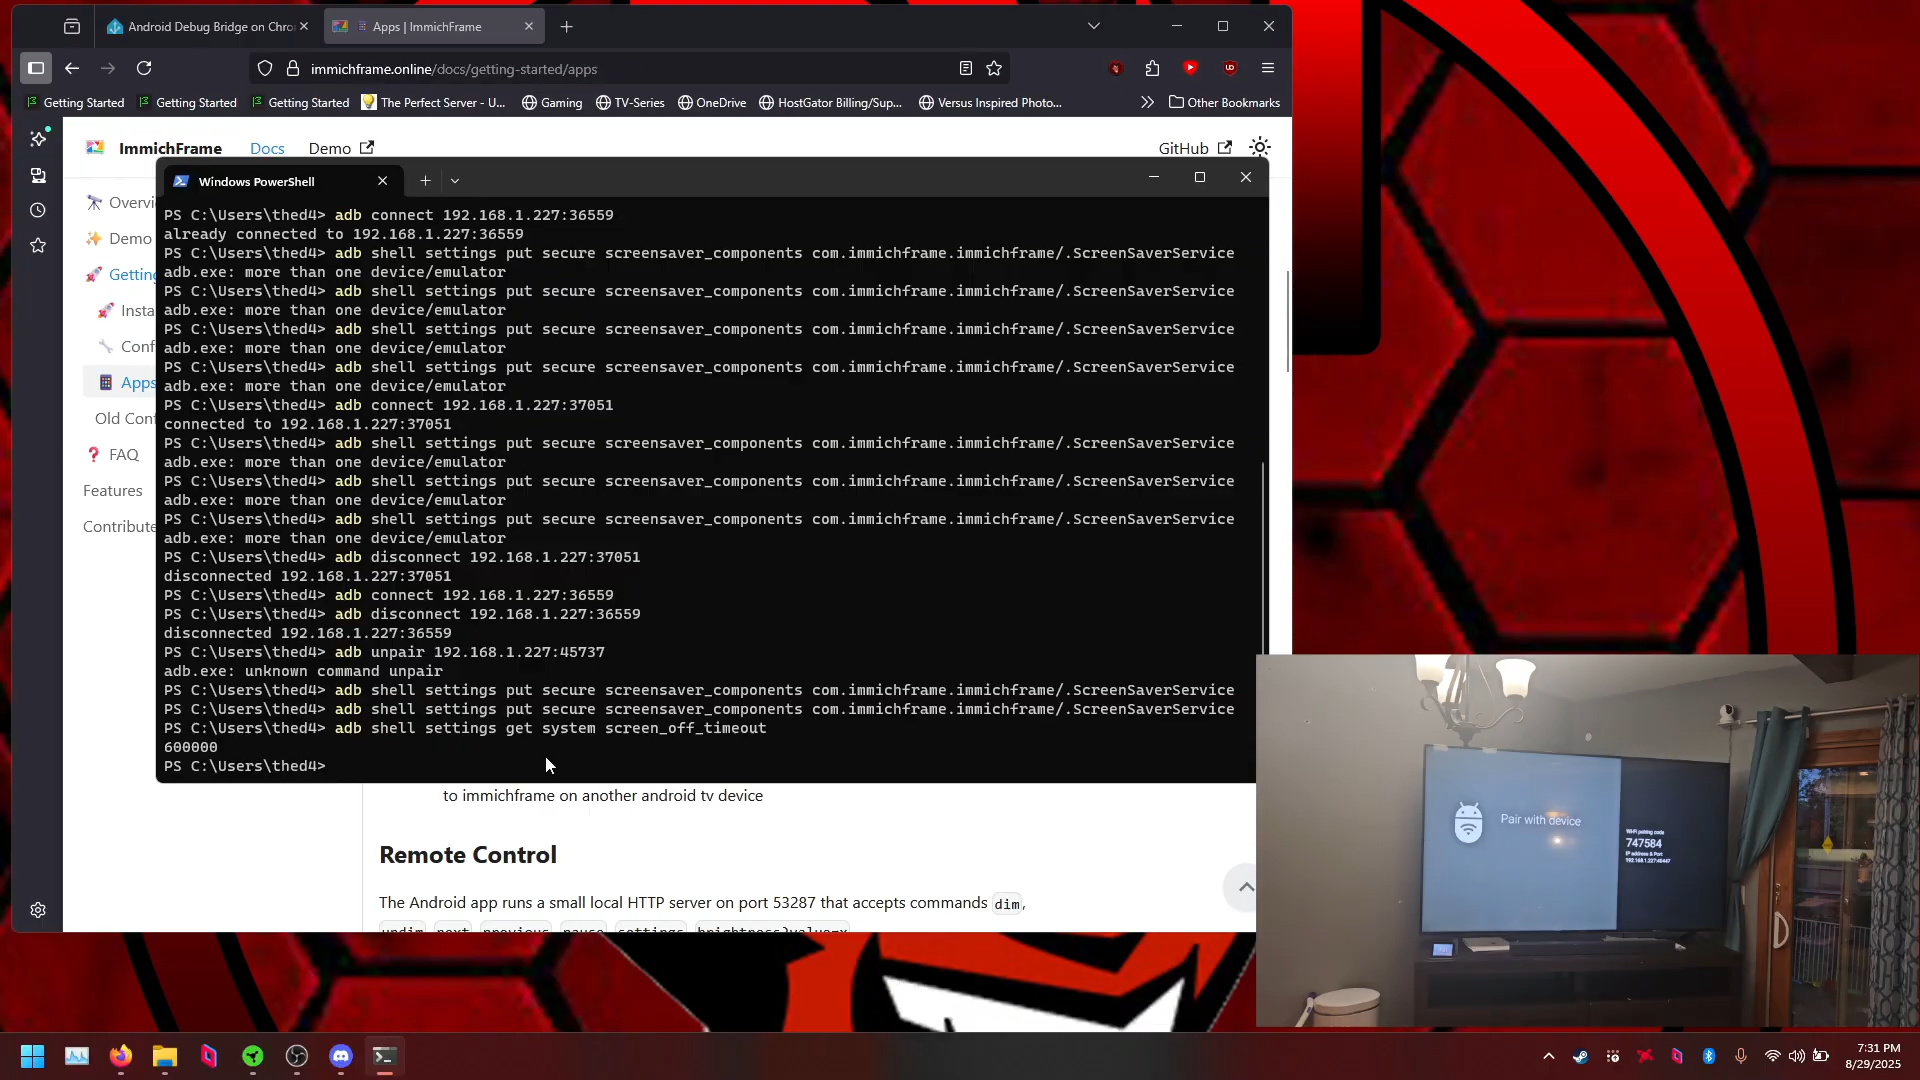 Android Debug Bridge on Chro
Apps | ImmichFrame
immichframe.online/docs/getting-started/apps
Getting Started
Getting Started
Getting Started
The Perfect Server - U...
Gaming
TV-Series
OneDrive
HostGator Billing/Sup...
Versus Inspired Photo...
Other Bookmarks
ImmichFrame
Docs
Demo
GitHub
Overvi
Demo
Getting
Insta
Conf
Apps
Old Conf
FAQ
Features
Contribute
Windows PowerShell
PS C:\Users\thed4> adb connect 192.168.1.227:36559
already connected to 192.168.1.227:36559
PS C:\Users\thed4> adb shell settings put secure screensaver_components com.immichframe.immichframe/.ScreenSaverService
adb.exe: more than one device/emulator
PS C:\Users\thed4> adb shell settings put secure screensaver_components com.immichframe.immichframe/.ScreenSaverService
adb.exe: more than one device/emulator
PS C:\Users\thed4> adb shell settings put secure screensaver_components com.immichframe.immichframe/.ScreenSaverService
adb.exe: more than one device/emulator
PS C:\Users\thed4> adb shell settings put secure screensaver_components com.immichframe.immichframe/.ScreenSaverService
adb.exe: more than one device/emulator
PS C:\Users\thed4> adb connect 192.168.1.227:37051
connected to 192.168.1.227:37051
PS C:\Users\thed4> adb shell settings put secure screensaver_components com.immichframe.immichframe/.ScreenSaverService
adb.exe: more than one device/emulator
PS C:\Users\thed4> adb shell settings put secure screensaver_components com.immichframe.immichframe/.ScreenSaverService
adb.exe: more than one device/emulator
PS C:\Users\thed4> adb shell settings put secure screensaver_components com.immichframe.immichframe/.ScreenSaverService
adb.exe: more than one device/emulator
PS C:\Users\thed4> adb disconnect 192.168.1.227:37051
disconnected 192.168.1.227:37051
PS C:\Users\thed4> adb connect 192.168.1.227:36559
PS C:\Users\thed4> adb disconnect 192.168.1.227:36559
disconnected 192.168.1.227:36559
PS C:\Users\thed4> adb unpair 192.168.1.227:45737
adb.exe: unknown command unpair
PS C:\Users\thed4> adb shell settings put secure screensaver_components com.immichframe.immichframe/.ScreenSaverService
PS C:\Users\thed4> adb shell settings put secure screensaver_components com.immichframe.immichframe/.ScreenSaverService
PS C:\Users\thed4> adb shell settings get system screen_off_timeout
600000
PS C:\Users\thed4>
to immichframe on another android tv device
Remote Control
The Android app runs a small local HTTP server on port 53287 that accepts commands dim,
undim next previous pause settings brightness?value=x
Pair with device
Wi-Fi pairing code
747584
IP address & Port
7:31 PM
8/29/2025